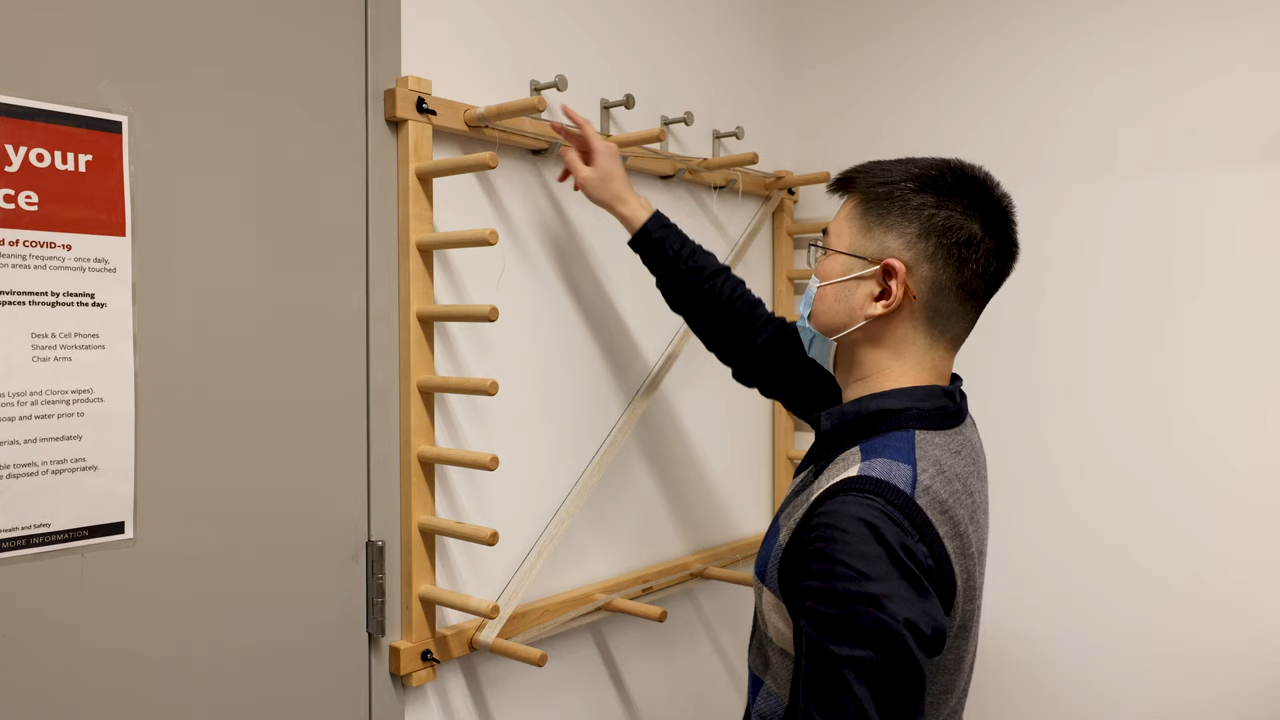 your
ce
d of COVID-19
leaning frequency – once daily,
on areas and commonly touched
nvironment by cleaning
spaces throughout the day:
Desk & Cell Phones
Shared Workstations
Chair Arms
s Lysol and Clorox wipes).
ons for all cleaning products.
soap and water prior to
erials, and immediately
ble towels, in trash cans.
e disposed of appropriately.
Health and Safety
MORE INFORMATION